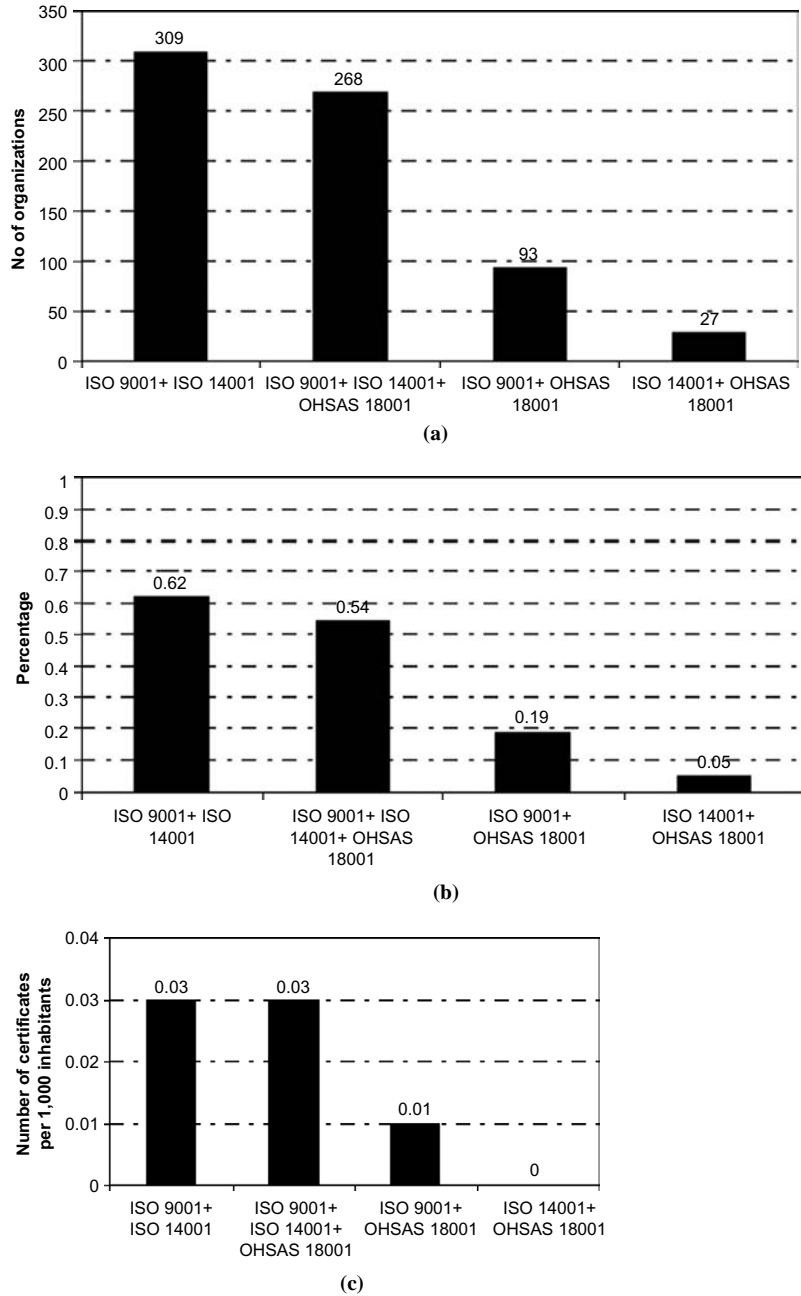 No of organizations
350
300
250
200
150
100
50
0
309
268
93
27
ISO 9001+ ISO 14001
ISO 9001+ ISO 14001+
OHSAS 18001
ISO 9001+ OHSAS
18001
ISO 14001+ OHSAS
18001
(a)
Percentage
1
0.9
0.8
0.7
0.6
0.5
0.4
0.3
0.2
0.1
0
0.62
0.54
0.19
0.05
ISO 9001+ ISO
14001
ISO 9001+ ISO
14001+ OHSAS
18001
ISO 9001+
OHSAS 18001
ISO 14001+
OHSAS 18001
(b)
Number of certificates
per 1,000 inhabitants
0.04
0.03
0.02
0.01
0
0.03
0.03
0.01
0
ISO 9001+
ISO 14001
ISO 9001+
ISO 14001+
OHSAS 18001
ISO 9001+
OHSAS 18001
ISO 14001+
OHSAS 18001
(c)